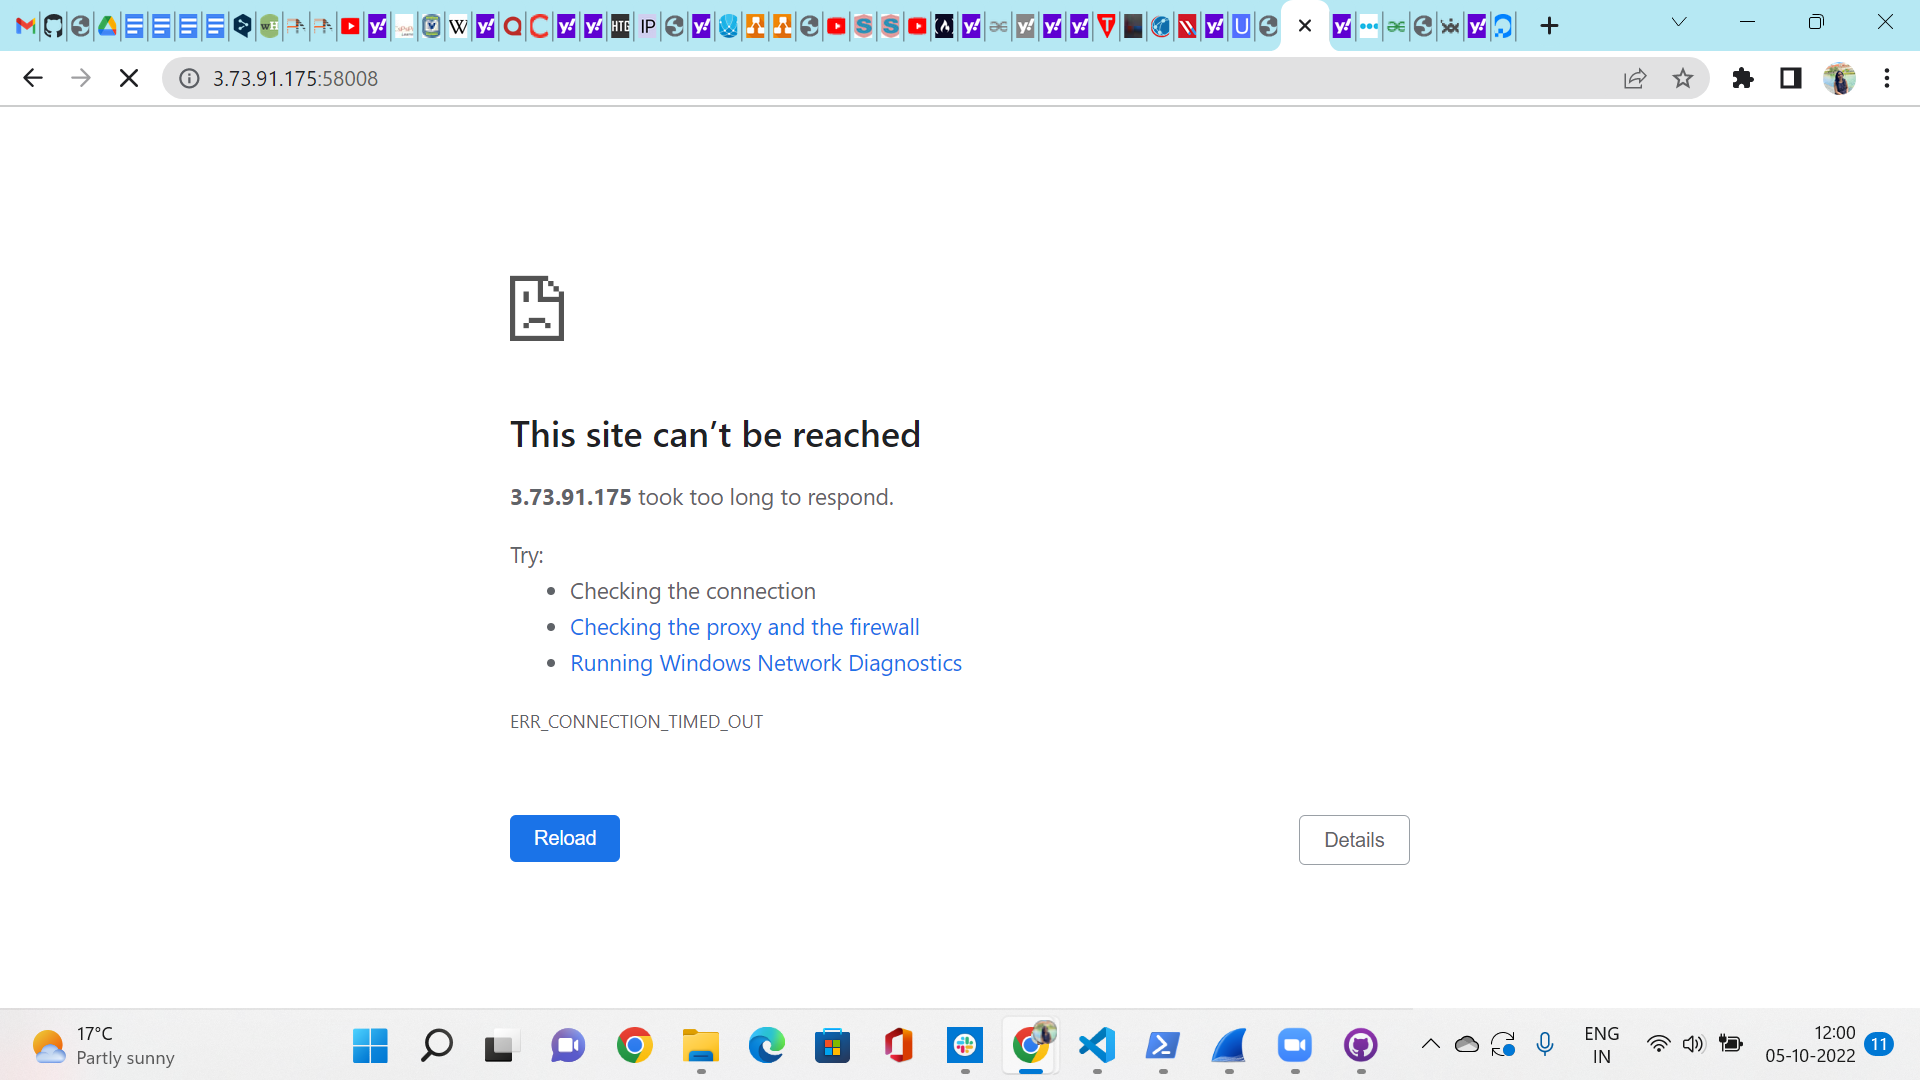 3.73.91.175:58008
This site can’t be reached
3.73.91.175 took too long to respond.
Try:
Checking the connection
Checking the proxy and the firewall
Running Windows Network Diagnostics
ERR_CONNECTION_TIMED_OUT
Reload
Details
17°C
Partly sunny
ENG
IN
12:00
05-10-2022
11